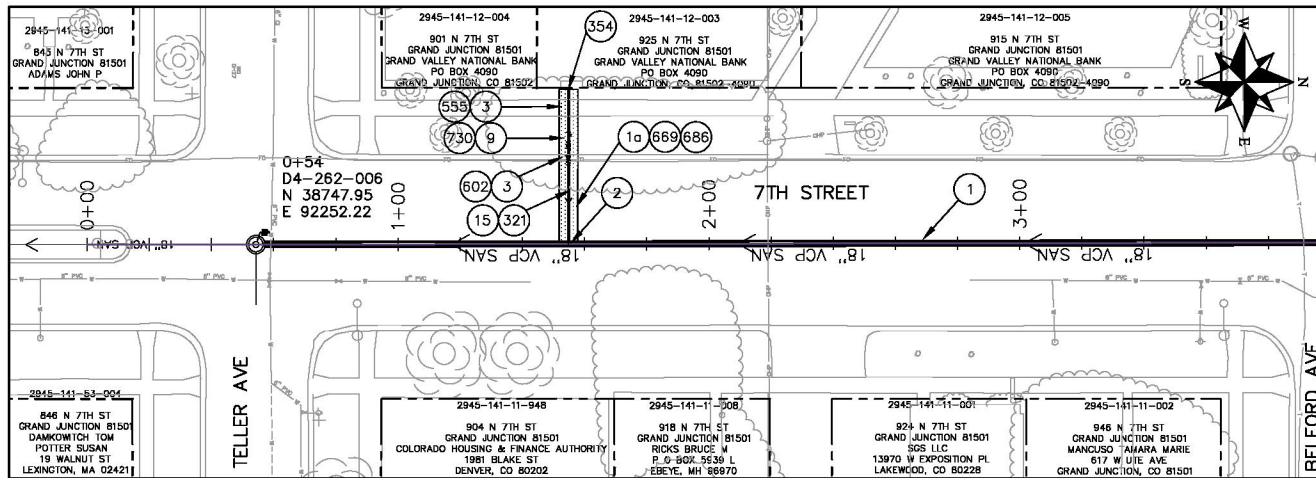 2945-141-13-001
843 N 7TH ST
GRAND JUNCTION 81501
ADAMS JOHN P
2945-141-12-004
901 N 7TH ST
GRAND JUNCTION 81501
GRAND VALLEY NATIONAL BANK
PO BOX 4090
GRAND JUNCTION, CO 81502
354
2945-141-12-003
925 N 7TH ST
GRAND JUNCTION 81501
GRAND VALLEY NATIONAL BANK
PO BOX 4090
GRAND JUNCTION, CO 81502-4090
2945-141-12-005
915 N 7TH ST
GRAND JUNCTION 81501
GRAND VALLEY NATIONAL BANK
PO BOX 4090
GRAND JUNCTION, CO 81502-4090
W
S
N
E
555 3
730 9
1a 669 686
602 3
15 321
2
1
0+54
D4-262-006
N 38747.95
E 92252.22
0+00
1+00
2+00
3+00
7TH STREET
18" VCP SAN
18" VCP SAN
18" VCP SAN
18" VCP SAN
TELLER AVE
BELFORD AVE
2945-141-53-004
846 N 7TH ST
GRAND JUNCTION 81501
DAMKOWITCH TOM
POTTER SUSAN
19 WALNUT ST
LEXINGTON, MA 02421
2945-141-11-948
904 N 7TH ST
GRAND JUNCTION 81501
COLORADO HOUSING & FINANCE AUTHORITY
1981 BLAKE ST
DENVER, CO 80202
2945-141-11-008
918 N 7TH ST
GRAND JUNCTION 81501
RICKS BRUCE M
P O BOX 5939 L
EBEYE, MH 96970
2945-141-11-001
924 N 7TH ST
GRAND JUNCTION 81501
SGS LLC
13970 W EXPOSITION PL
LAKEWOOD, CO 80228
2945-141-11-002
946 N 7TH ST
GRAND JUNCTION 81501
MANCUSO TAMARA MARIE
617 W UTE AVE
GRAND JUNCTION, CO 81501